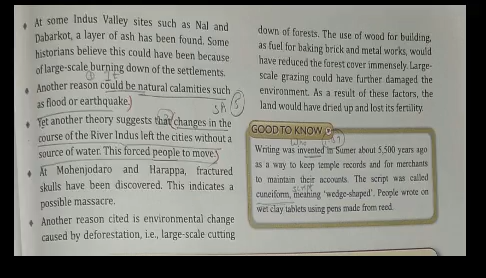 • At some Indus Valley sites such as Nal and
Dabarkot, a layer of ash has been found. Some
historians believe this could have been because
of large-scale burning down of the settlements.
• Another reason could be natural calamities such
as flood or earthquake.
• Yet another theory suggests that changes in the
course of the River Indus left the cities without a
source of water. This forced people to move.
• At Mohenjodaro and Harappa, fractured
skulls have been discovered. This indicates a
possible massacre.
• Another reason cited is environmental change
caused by deforestation, i.e., large-scale cutting
down of forests. The use of wood for building,
as fuel for baking brick and metal works, would
have reduced the forest cover immensely. Large-
scale grazing could have further damaged the
environment. As a result of these factors, the
land would have dried up and lost its fertility.
GOOD TO KNOW
Writing was invented in Sumer about 5,500 years ago
as a way to keep temple records and for merchants
to maintain their accounts. The script was called
cuneiform, meaning 'wedge-shaped'. People wrote on
wet clay tablets using pens made from reed.